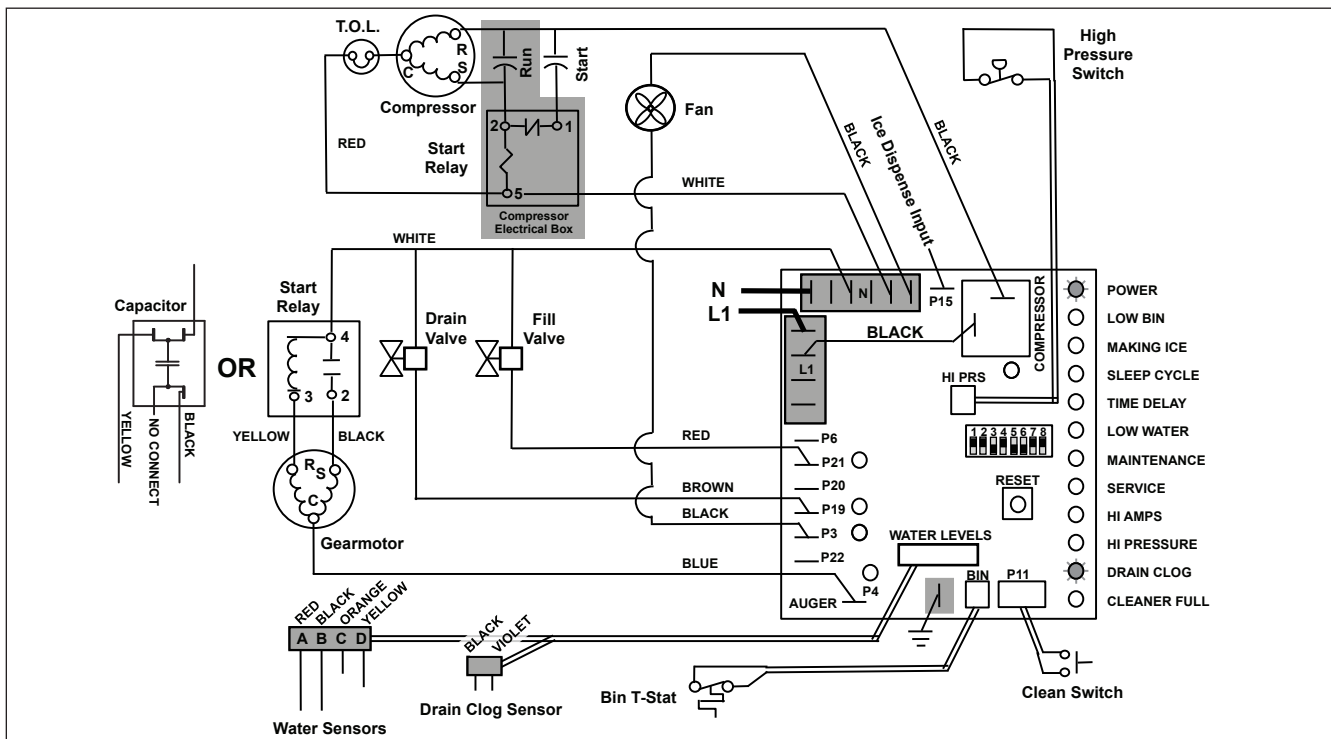 T.O.L.
R
S
C
Compressor
Run
Start
2
1
Start
Relay
5
Compressor
Electrical Box
RED
WHITE
Fan
BLACK
Ice Dispense Input
BLACK
High
Pressure
Switch
WHITE
Capacitor
YELLOW
NO CONNECT
BLACK
OR
Start
Relay
4
3
2
YELLOW
BLACK
R
S
C
Gearmotor
Drain
Valve
Fill
Valve
N
L1
N
P15
COMPRESSOR
BLACK
L1
HI PRS
1 2 3 4 5 6 7 8
RESET
RED
P6
P21
P20
BROWN
P19
BLACK
P3
P22
BLUE
P4
AUGER
WATER LEVELS
BIN
P11
POWER
LOW BIN
MAKING ICE
SLEEP CYCLE
TIME DELAY
LOW WATER
MAINTENANCE
SERVICE
HI AMPS
HI PRESSURE
DRAIN CLOG
CLEANER FULL
RED
BLACK
ORANGE
YELLOW
A B C D
Water Sensors
BLACK
VIOLET
Drain Clog Sensor
Bin T-Stat
Clean Switch